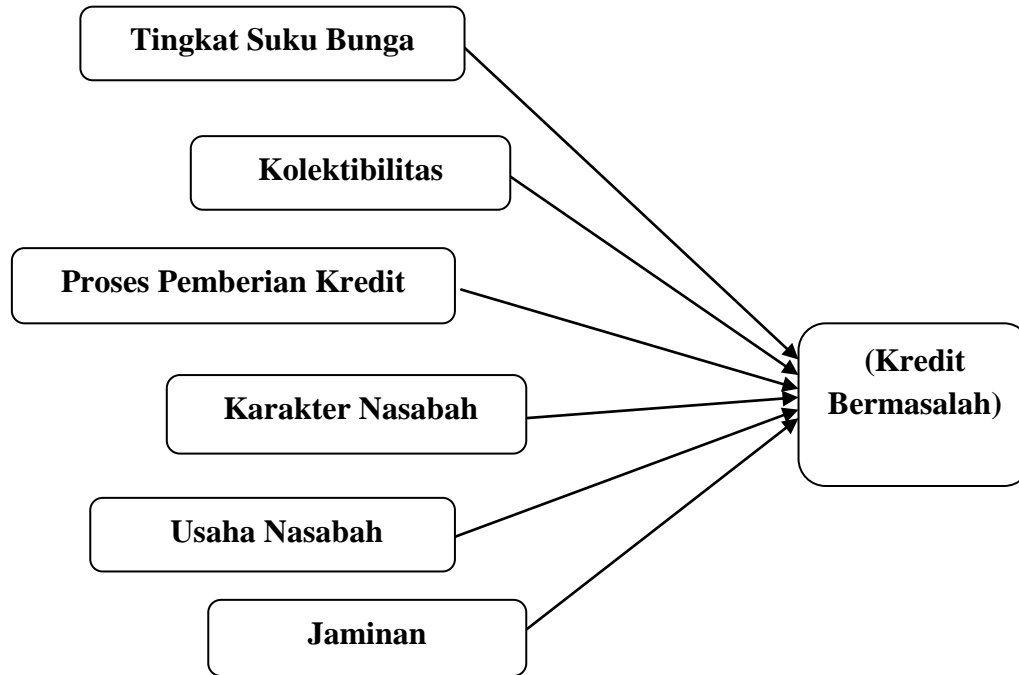 Tingkat Suku Bunga
Kolektibilitas
Proses Pemberian Kredit
Karakter Nasabah
Usaha Nasabah
Jaminan
(Kredit
Bermasalah)